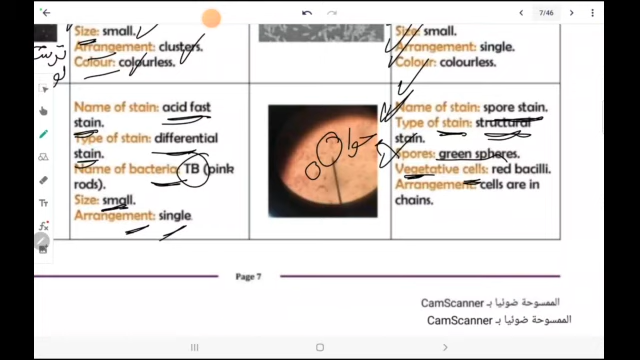 7/46
Size: small.
Arrangement: clusters.
Colour: colourless.
Size: small.
Arrangement: single.
Colour: colourless.
Name of stain: acid fast
stain.
Type of stain: differential
stain.
Name of bacteria: TB (pink
rods).
Size: small
Arrangement: single
Name of stain: spore stain.
Type of stain: structural
stain.
Spores: green spheres.
Vegetative cells: red bacilli.
Arrangement: cells are in
chains.
Page 7
الممسوحة ضوئيا بـ CamScanner
الممسوحة ضوئيا بـ CamScanner